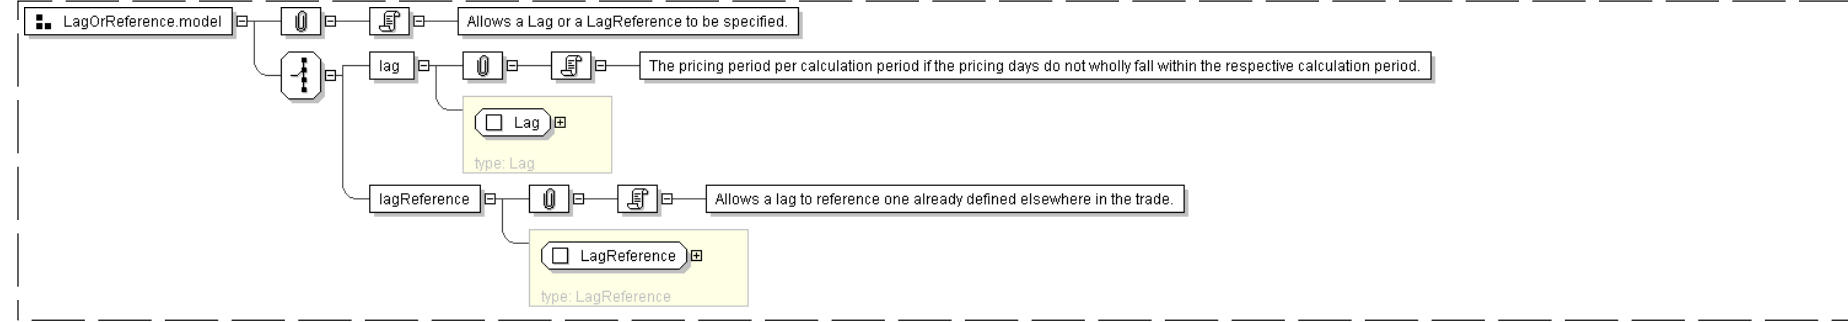 LagOrReference.model
Allows a Lag or a LagReference to be specified.
lag
The pricing period per calculation period if the pricing days do not wholly fall within the respective calculation period.
Lag
type: Lag
lagReference
Allows a lag to reference one already defined elsewhere in the trade.
LagReference
type: LagReference